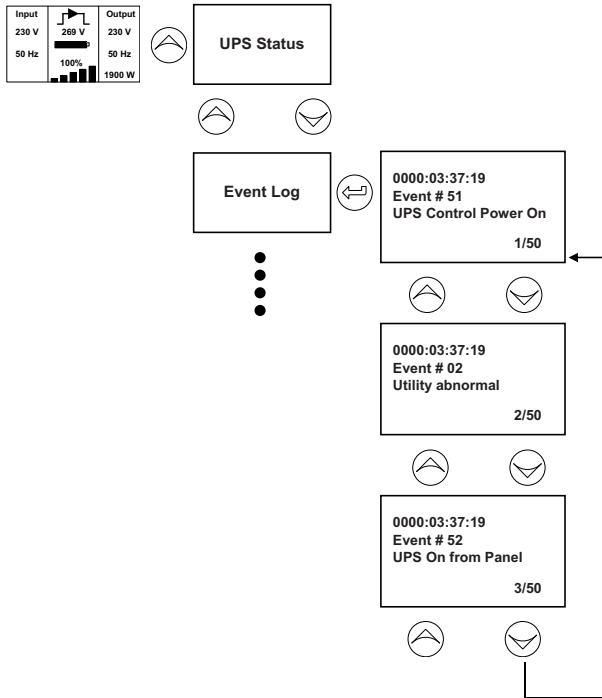 Input
230 V
50 Hz
269 V
100%
Output
230 V
50 Hz
1900 W
UPS Status
Event Log
0000:03:37:19
Event # 51
UPS Control Power On
1/50
0000:03:37:19
Event # 02
Utility abnormal
2/50
0000:03:37:19
Event # 52
UPS On from Panel
3/50